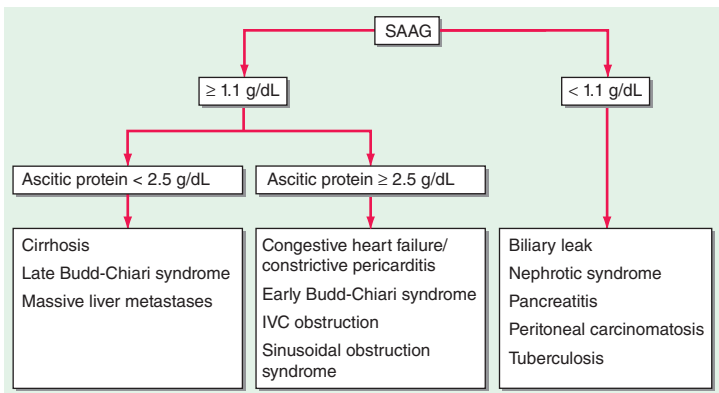 SAAG
≥ 1.1 g/dL
< 1.1 g/dL
Ascitic protein < 2.5 g/dL
Ascitic protein ≥ 2.5 g/dL
Cirrhosis
Late Budd-Chiari syndrome
Massive liver metastases
Congestive heart failure/
constrictive pericarditis
Early Budd-Chiari syndrome
IVC obstruction
Sinusoidal obstruction
syndrome
Biliary leak
Nephrotic syndrome
Pancreatitis
Peritoneal carcinomatosis
Tuberculosis